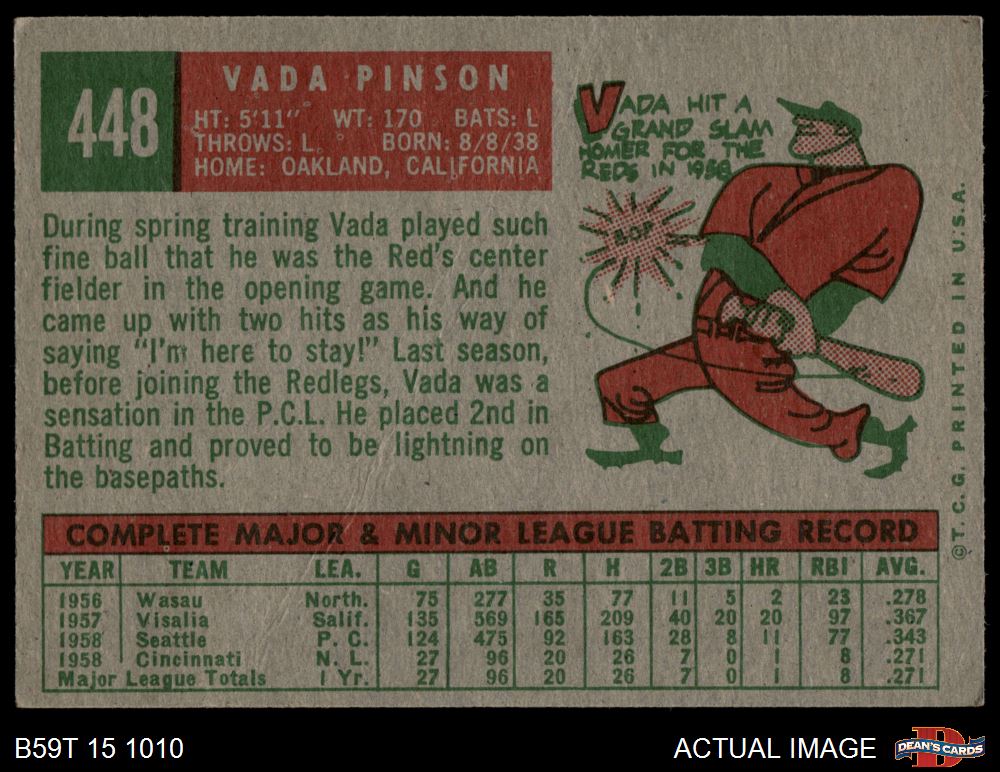 448
VADA PINSON
HT: 5'11" WT: 170 BATS: L
THROWS: L BORN: 8/8/38
HOME: OAKLAND, CALIFORNIA
VADA HIT A
GRAND SLAM
HOMER FOR THE
REDS IN 1958
During spring training Vada played such
fine ball that he was the Red's center
fielder in the opening game. And he
came up with two hits as his way of
saying "I'm here to stay!" Last season,
before joining the Redlegs, Vada was a
sensation in the P.C.L. He placed 2nd in
Batting and proved to be lightning on
the basepaths.
COMPLETE MAJOR & MINOR LEAGUE BATTING RECORD
YEAR TEAM LEA. G AB R H 2B 3B HR RBI AVG.
1956 Wasau North. 75 277 35 77 11 5 2 23 .278
1957 Visalia Salif. 135 569 165 209 40 20 20 97 .367
1958 Seattle P. C. 124 475 92 163 28 8 11 77 .343
1958 Cincinnati N. L. 27 96 20 26 7 0 1 8 .271
Major League Totals 1 Yr. 27 96 20 26 7 0 1 8 .271
©T. C. G. PRINTED IN U.S.A.
B59T 15 1010
ACTUAL IMAGE
DEAN'S CARDS